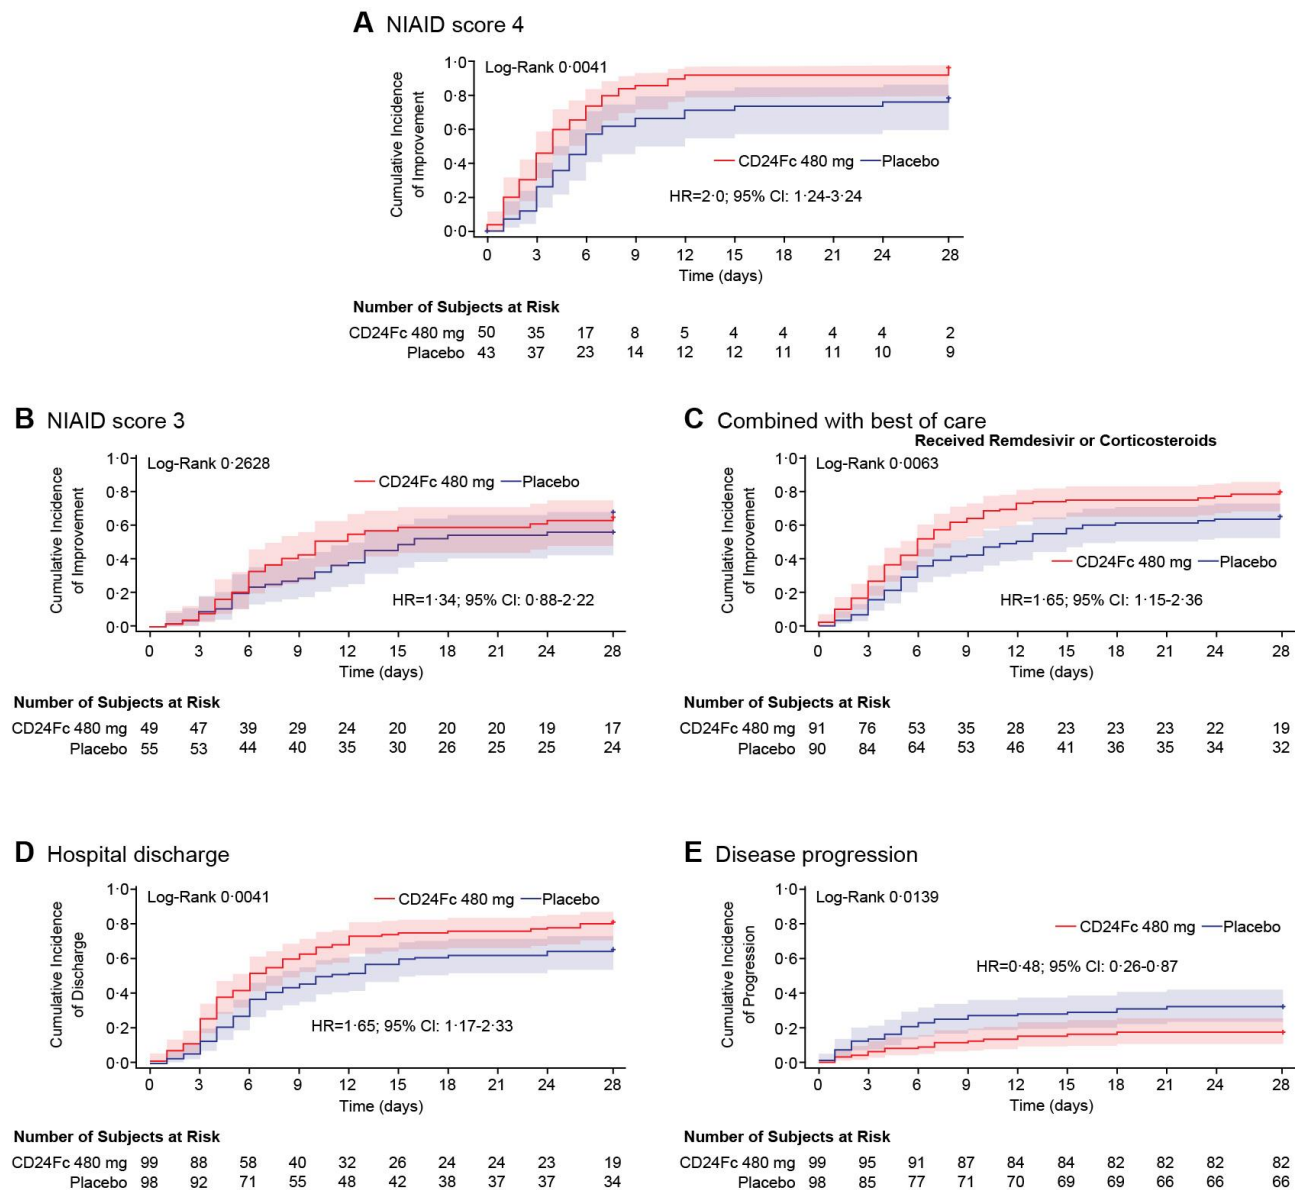 A NIAID score 4
Log-Rank 0·0041
1·0
0·8
0·6
0·4
0·2
0·0
Cumulative Incidence
of Improvement
CD24Fc 480 mg Placebo
HR=2·0; 95% CI: 1·24-3·24
0 3 6 9 12 15 18 21 24 28
Time (days)
Number of Subjects at Risk
CD24Fc 480 mg 50 35 17 8 5 4 4 4 4 2
Placebo 43 37 23 14 12 12 11 11 10 9
B NIAID score 3
Log-Rank 0·2628
1·0
0·8
0·6
0·4
0·2
0·0
Cumulative Incidence
of Improvement
CD24Fc 480 mg Placebo
HR=1·34; 95% CI: 0·88-2·22
0 3 6 9 12 15 18 21 24 28
Time (days)
Number of Subjects at Risk
CD24Fc 480 mg 49 47 39 29 24 20 20 20 19 17
Placebo 55 53 44 40 35 30 26 25 25 24
C Combined with best of care
Received Remdesivir or Corticosteroids
Log-Rank 0·0063
1·0
0·8
0·6
0·4
0·2
0·0
Cumulative Incidence
of Improvement
CD24Fc 480 mg Placebo
HR=1·65; 95% CI: 1·15-2·36
0 3 6 9 12 15 18 21 24 28
Time (days)
Number of Subjects at Risk
CD24Fc 480 mg 91 76 53 35 28 23 23 23 22 19
Placebo 90 84 64 53 46 41 36 35 34 32
D Hospital discharge
Log-Rank 0·0041
1·0
0·8
0·6
0·4
0·2
0·0
Cumulative Incidence
of Discharge
CD24Fc 480 mg Placebo
HR=1·65; 95% CI: 1·17-2·33
0 3 6 9 12 15 18 21 24 28
Time (days)
Number of Subjects at Risk
CD24Fc 480 mg 99 88 58 40 32 26 24 24 23 19
Placebo 98 92 71 55 48 42 38 37 37 34
E Disease progression
Log-Rank 0·0139
1·0
0·8
0·6
0·4
0·2
0·0
Cumulative Incidence
of Progression
CD24Fc 480 mg Placebo
HR=0·48; 95% CI: 0·26-0·87
0 3 6 9 12 15 18 21 24 28
Time (days)
Number of Subjects at Risk
CD24Fc 480 mg 99 95 91 87 84 84 82 82 82 82
Placebo 98 85 77 71 70 69 69 66 66 66